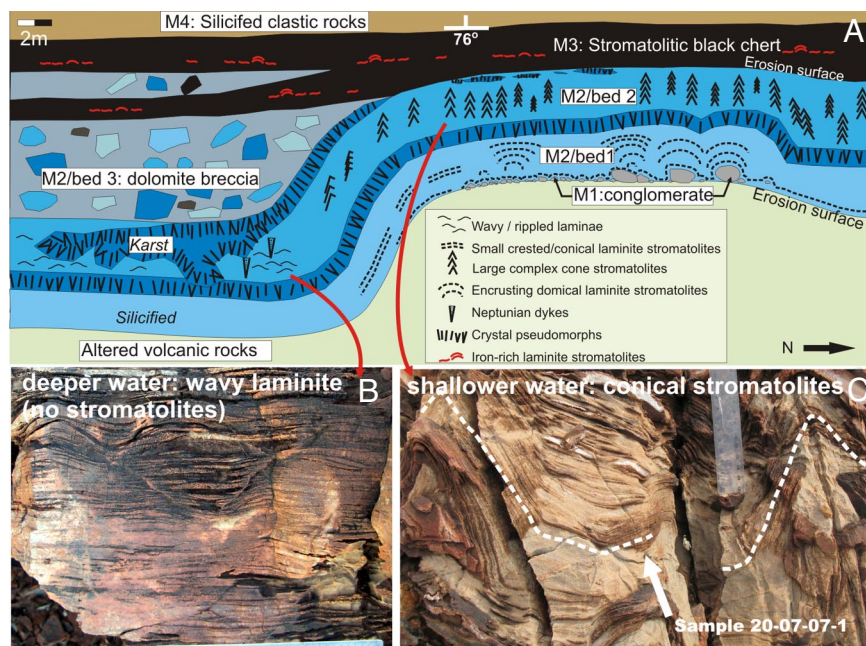 M4: Silicifed clastic rocks
A
2m
76°
M3: Stromatolitic black chert
Erosion surface
M2/bed 2
M2/bed1
M2/bed 3: dolomite breccia
M1:conglomerate
Erosion surface
Karst
Wavy / rippled laminae
Small crested/conical laminite stromatolites
Large complex cone stromatolites
Encrusting domical laminite stromatolites
Neptunian dykes
Crystal pseudomorphs
Iron-rich laminite stromatolites
Silicified
Altered volcanic rocks
N
deeper water: wavy laminite
(no stromatolites)
B
shallower water: conical stromatolites
C
Sample 20-07-07-1